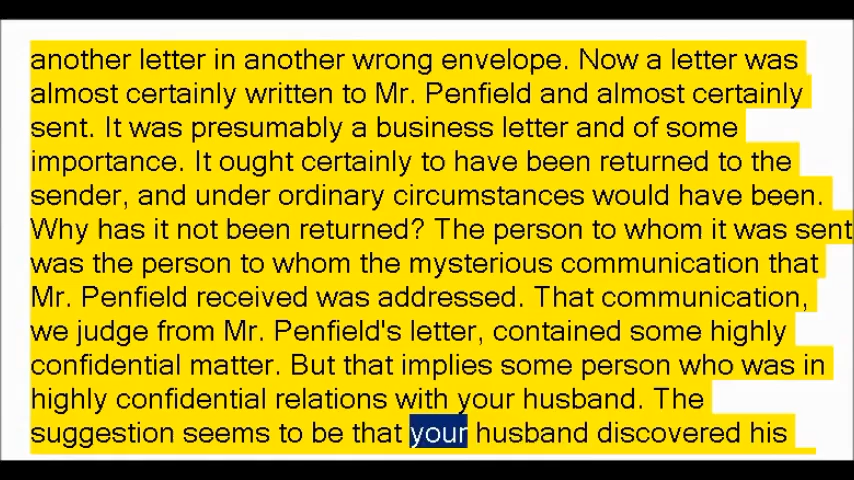 another letter in another wrong envelope. Now a letter was
almost certainly written to Mr. Penfield and almost certainly
sent. It was presumably a business letter and of some
importance. It ought certainly to have been returned to the
sender, and under ordinary circumstances would have been.
Why has it not been returned? The person to whom it was sent
was the person to whom the mysterious communication that
Mr. Penfield received was addressed. That communication,
we judge from Mr. Penfield's letter, contained some highly
confidential matter. But that implies some person who was in
highly confidential relations with your husband. The
suggestion seems to be that your husband discovered his